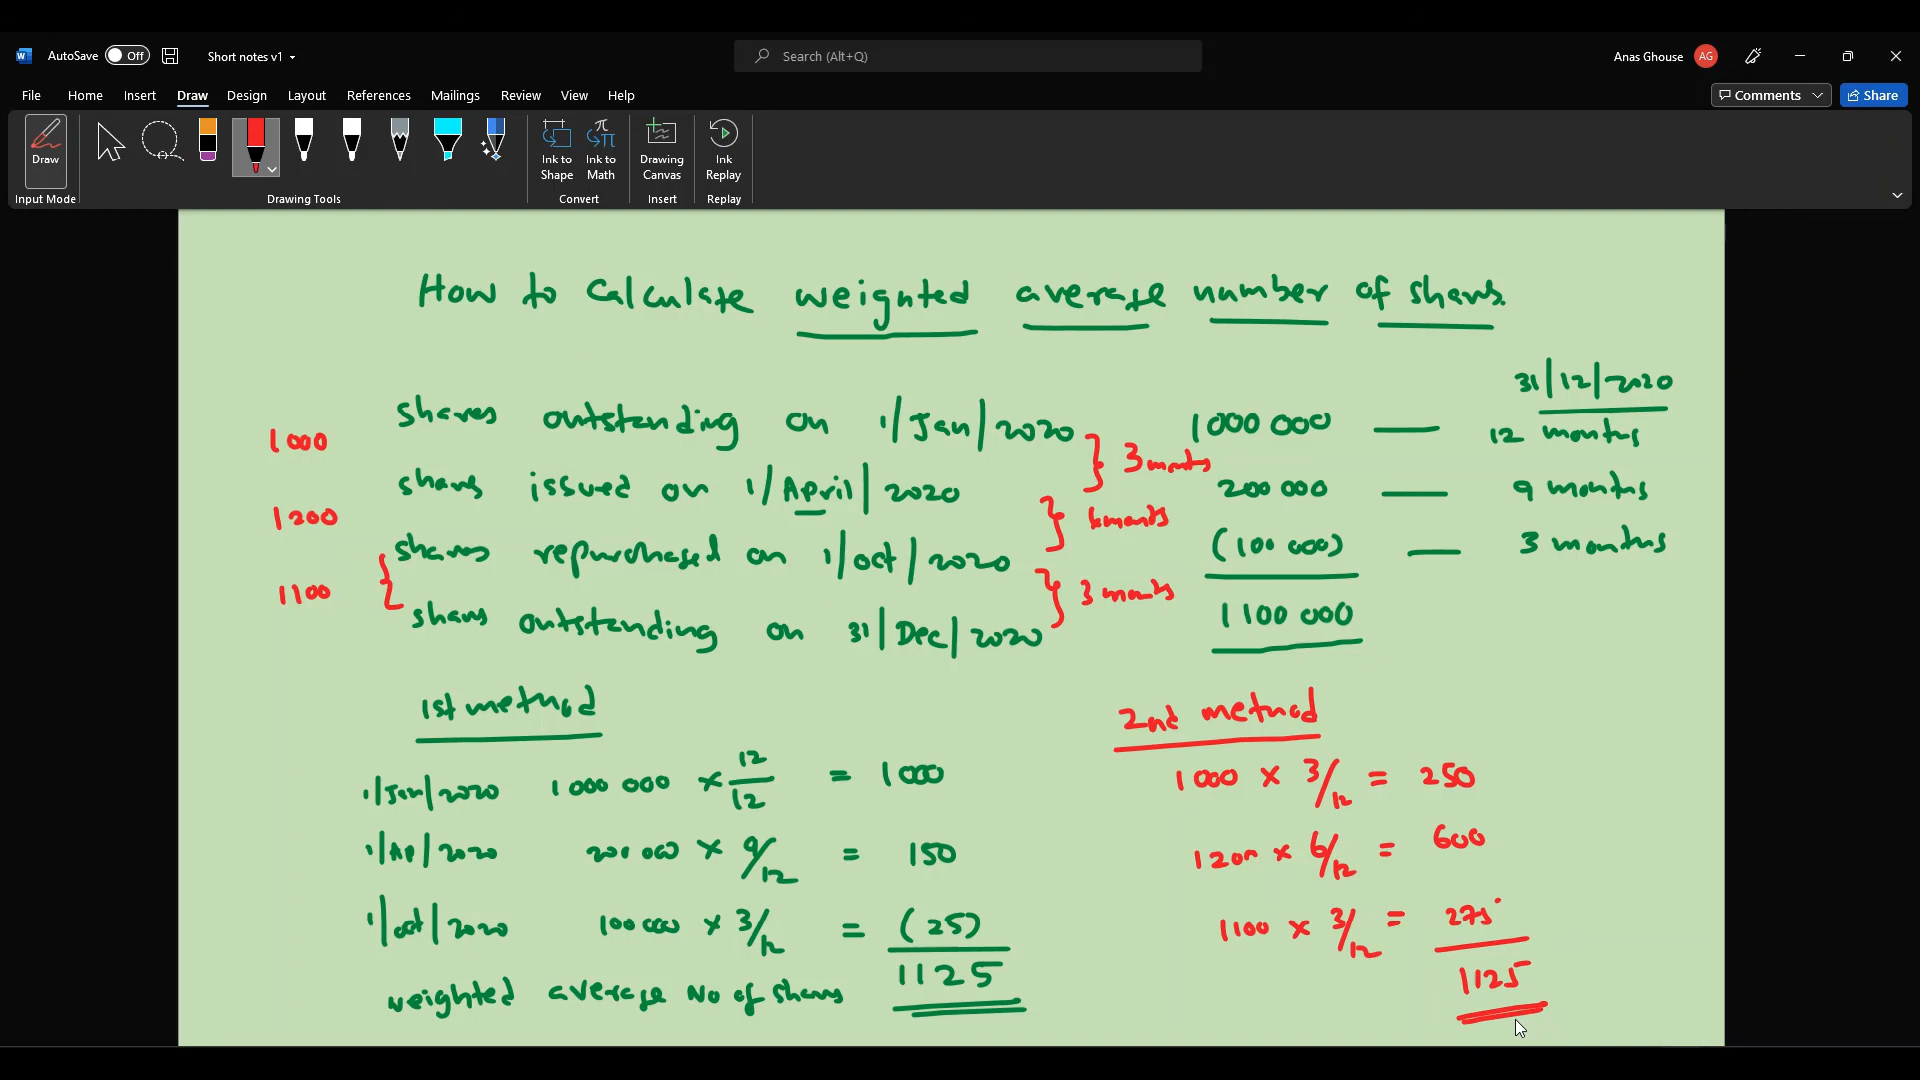 AutoSave Off Short notes v1 Search (Alt+Q) Anas Ghouse AG
File Home Insert Draw Design Layout References Mailings Review View Help Comments Share
Draw Ink to Shape Ink to Math Drawing Canvas Ink Replay
Input Mode Drawing Tools Convert Insert Replay
How to calculate weighted average number of shares.
31/12/2020
shares outstanding on 1/Jan/2020 1000 000 — 12 months
1000 } 3 months
shares issued on 1/April/2020 200 000 — 9 months
1200 } 6 months
shares repurchased on 1/oct/2020 (100 000) — 3 months
1100 { } 3 months
shares outstanding on 31/Dec/2020 1100 000
1st method 2nd method
1/Jan/2020 1000 000 × 12/12 = 1000 1000 × 3/12 = 250
1/Ap/2020 200 000 × 9/12 = 150 1200 × 6/12 = 600
1/oct/2020 100 000 × 3/12 = (25) 1100 × 3/12 = 275
weighted average No of shares 1125 1125